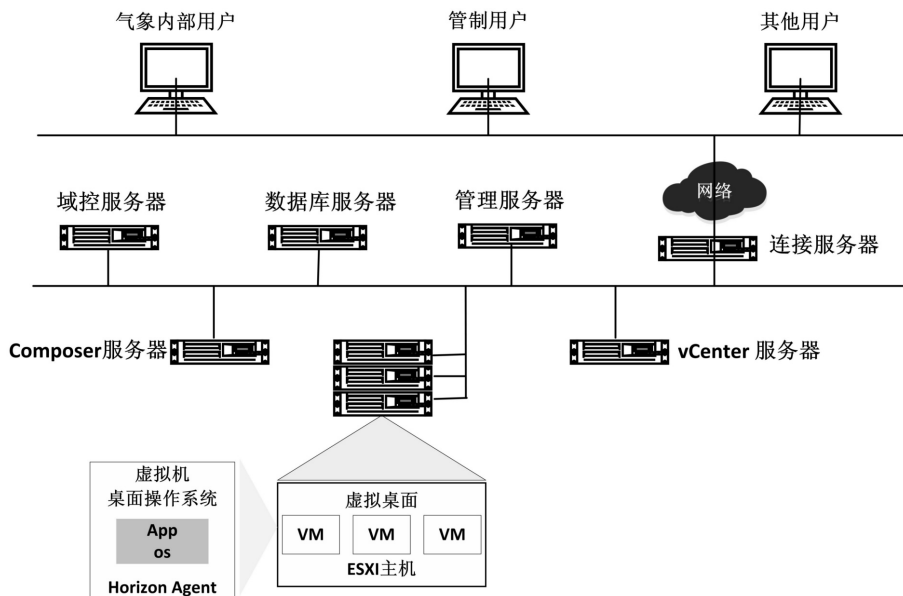 气象内部用户
管制用户
其他用户
网络
域控服务器
数据库服务器
管理服务器
连接服务器
Composer服务器
vCenter 服务器
虚拟机
桌面操作系统
App
os
Horizon Agent
虚拟桌面
VM
VM
VM
ESXI主机